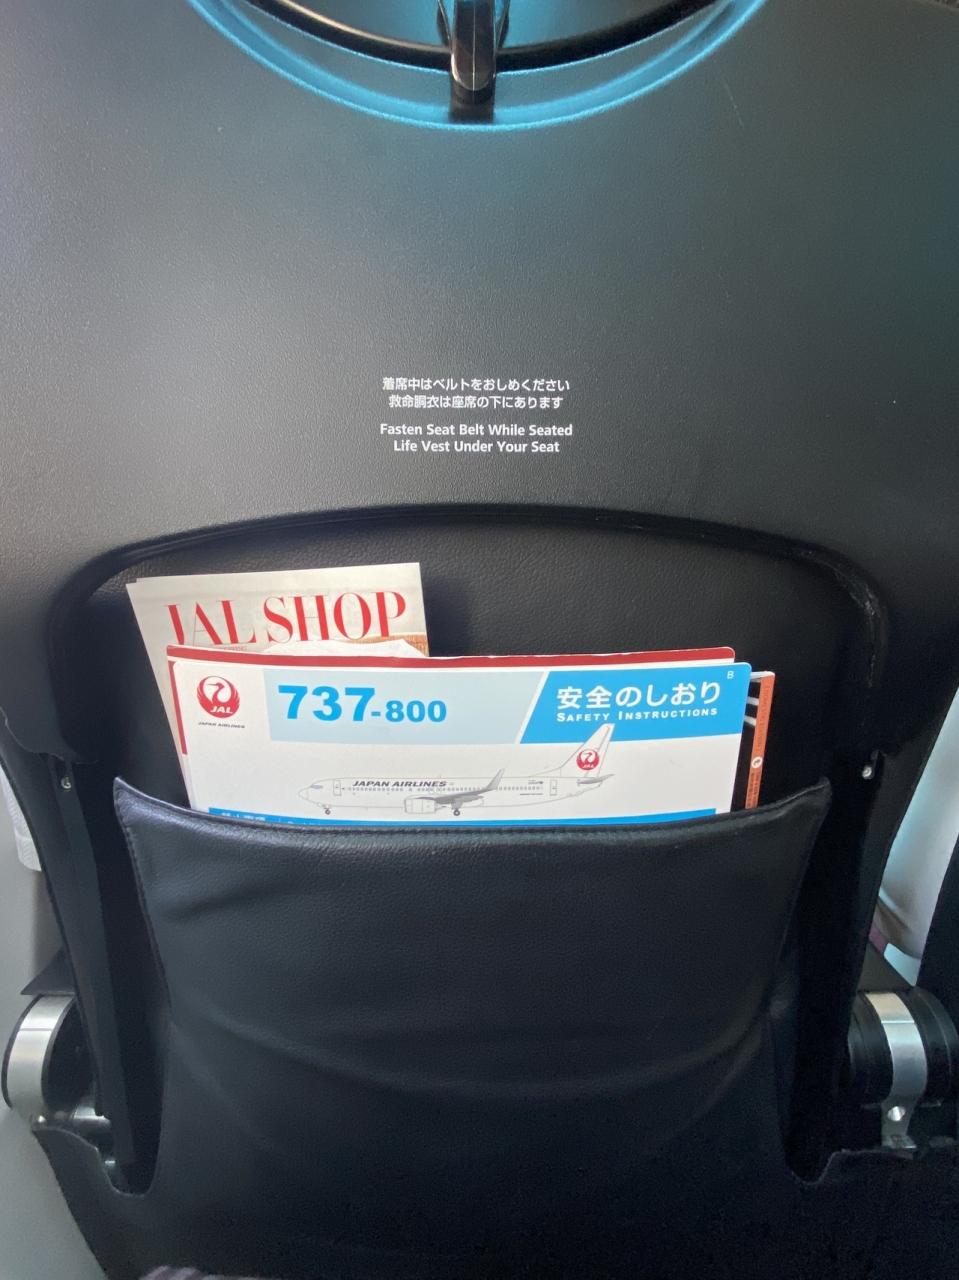 着席中はベルトをおしめください
救命胴衣は座席の下にあります
Fasten Seat Belt While Seated
Life Vest Under Your Seat
JAL SHOP
JAL
JAPAN AIRLINES
737-800
安全のしおり
SAFETY INSTRUCTIONS
B
JAPAN AIRLINES